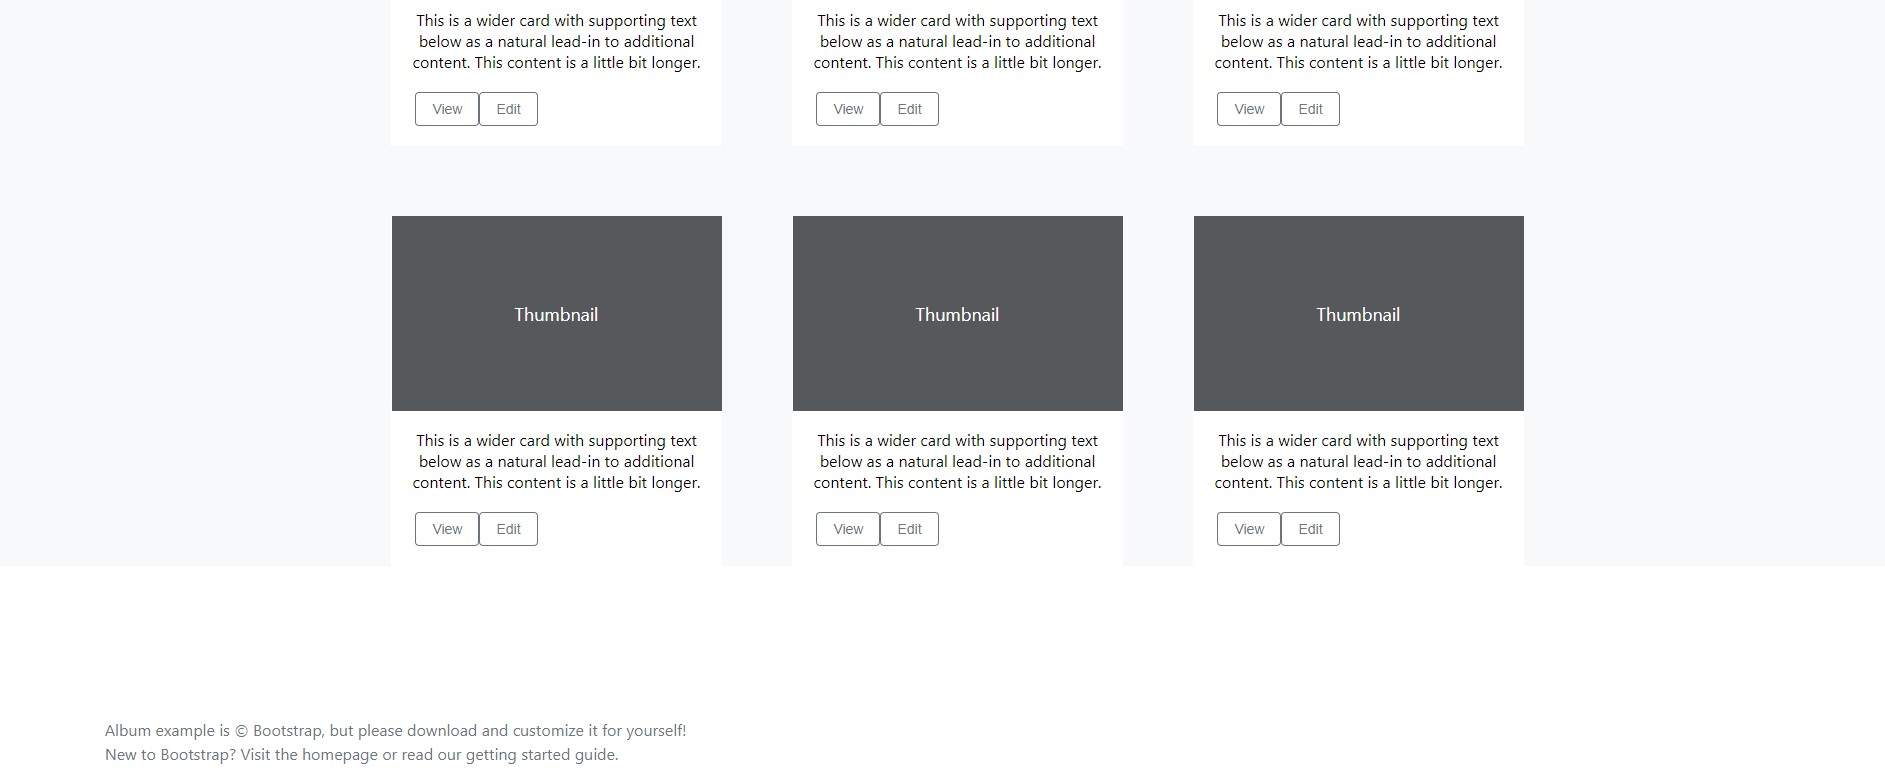 This is a wider card with supporting text
below as a natural lead-in to additional
content. This content is a little bit longer.
View Edit
This is a wider card with supporting text
below as a natural lead-in to additional
content. This content is a little bit longer.
View Edit
This is a wider card with supporting text
below as a natural lead-in to additional
content. This content is a little bit longer.
View Edit
Thumbnail
This is a wider card with supporting text
below as a natural lead-in to additional
content. This content is a little bit longer.
View Edit
Thumbnail
This is a wider card with supporting text
below as a natural lead-in to additional
content. This content is a little bit longer.
View Edit
Thumbnail
This is a wider card with supporting text
below as a natural lead-in to additional
content. This content is a little bit longer.
View Edit
Album example is © Bootstrap, but please download and customize it for yourself!
New to Bootstrap? Visit the homepage or read our getting started guide.